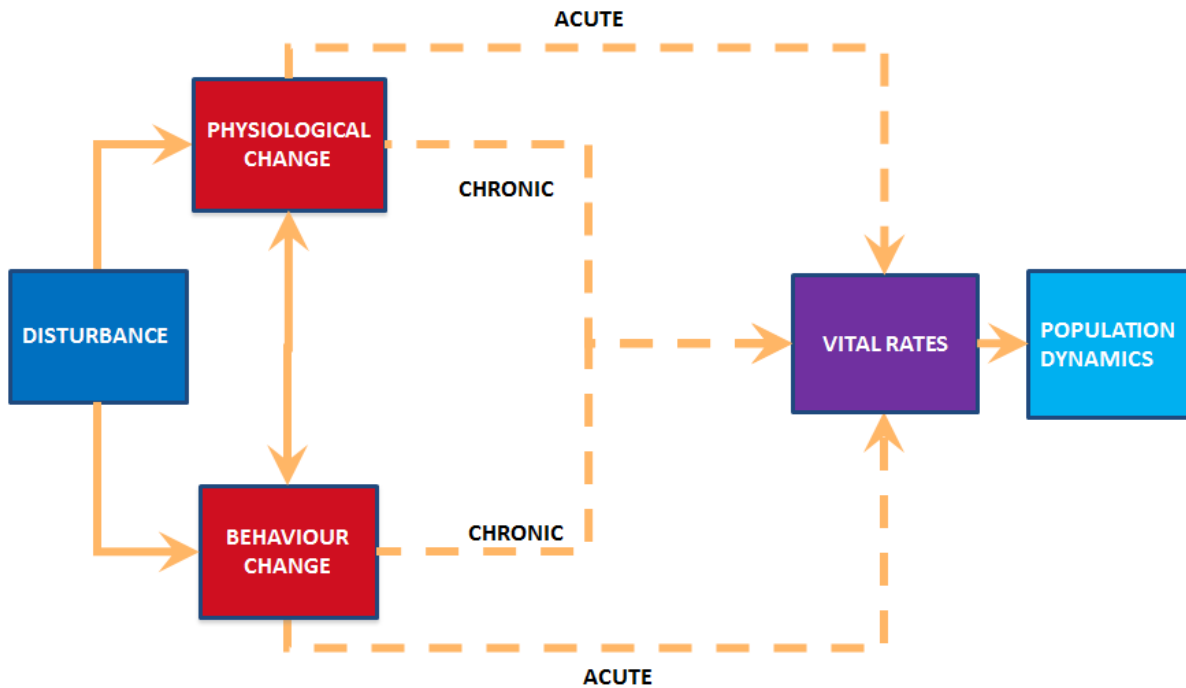 ACUTE
PHYSIOLOGICAL
CHANGE
CHRONIC
DISTURBANCE
VITAL RATES
POPULATION
DYNAMICS
BEHAVIOUR
CHANGE
CHRONIC
ACUTE